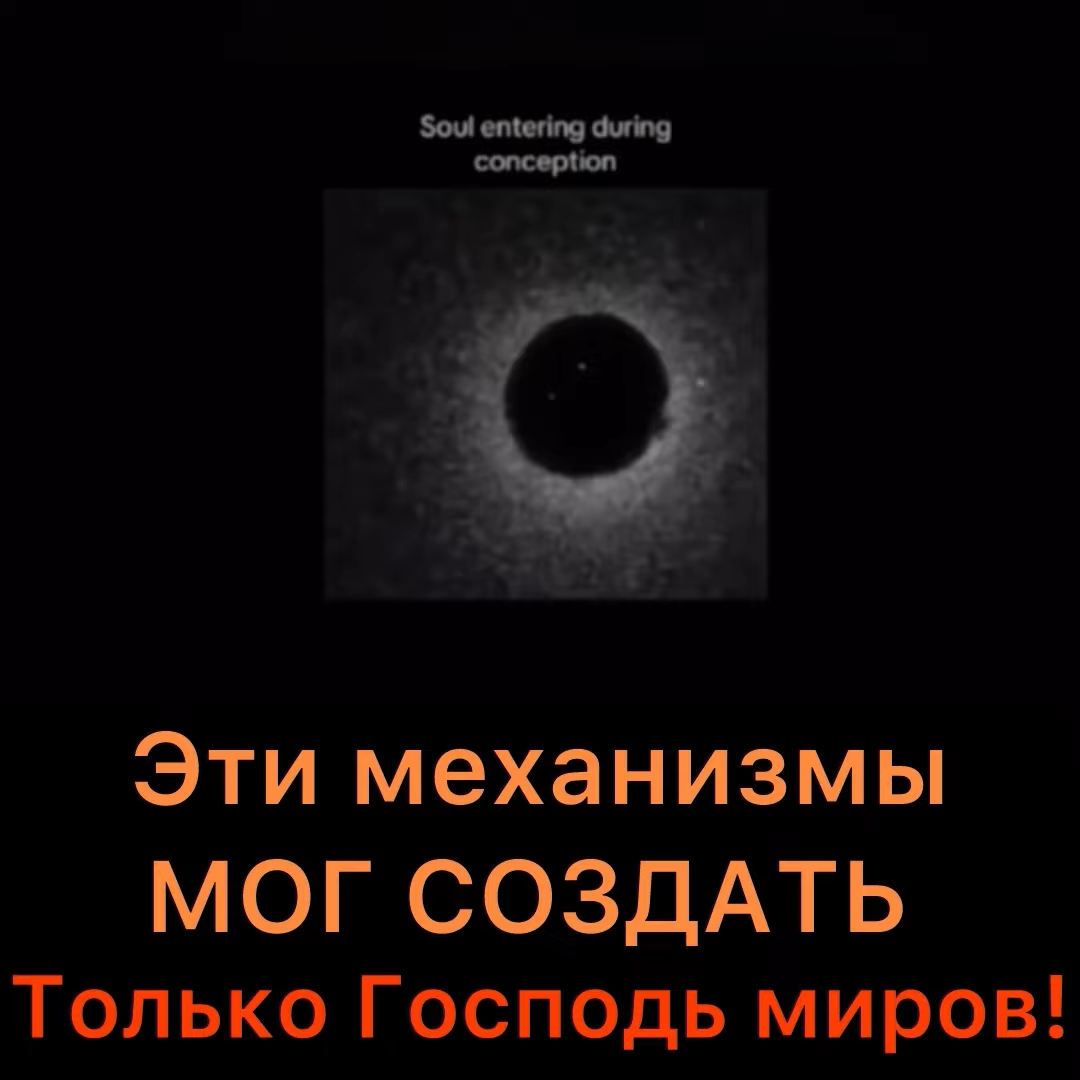 Soul entering during
conception
Эти механизмы
МОГ СОЗДАТЬ
Только Господь миров!